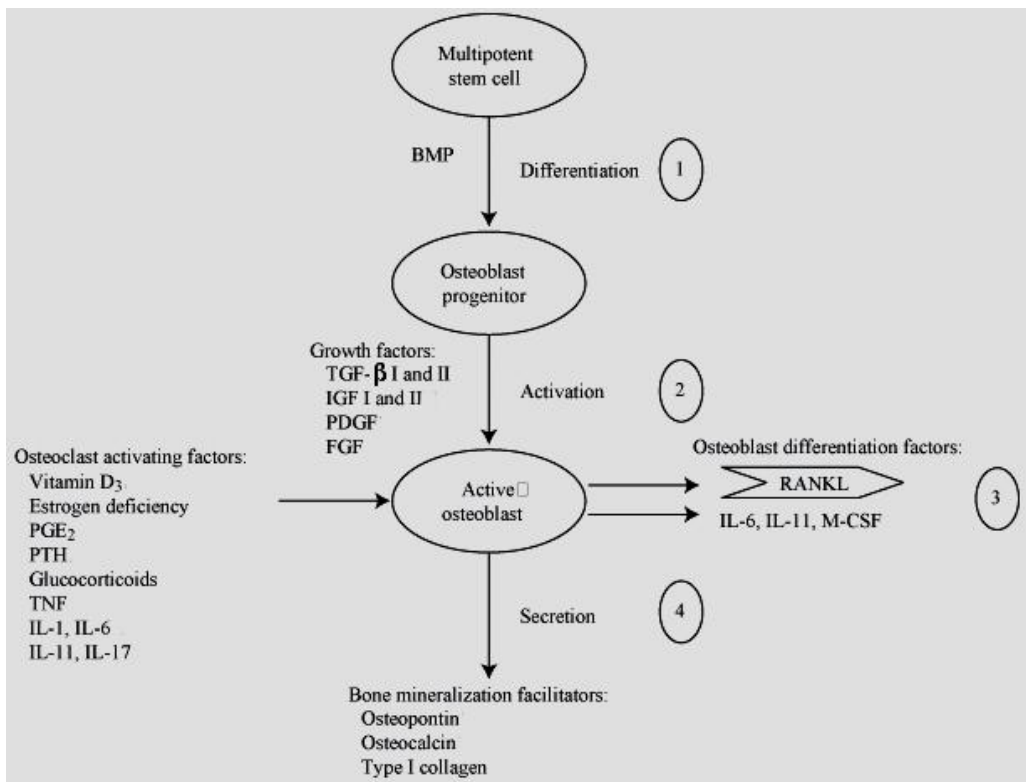 Multipotent
stem cell
BMP
Differentiation
1
Osteoblast
progenitor
Growth factors:
TGF-β I and II
IGF I and II
PDGF
FGF
Activation
2
Osteoclast activating factors:
Vitamin D₃
Estrogen deficiency
PGE₂
PTH
Glucocorticoids
TNF
IL-1, IL-6
IL-11, IL-17
Active□
osteoblast
Osteoblast differentiation factors:
RANKL
IL-6, IL-11, M-CSF
3
Secretion
4
Bone mineralization facilitators:
Osteopontin
Osteocalcin
Type I collagen